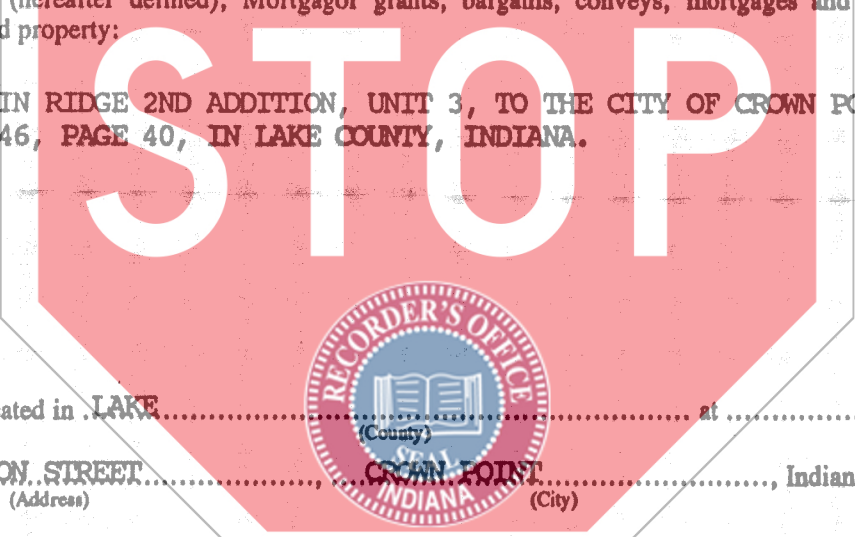 (hereafter defined), Mortgagor grants, bargains, conveys, mortgages and
d property:
STOP
IN RIDGE 2ND ADDITION, UNIT 3, TO THE CITY OF CROWN PO
46, PAGE 40, IN LAKE COUNTY, INDIANA.
RECORDER'S OFFICE
SEAL
INDIANA
ated in LAKE at
(County)
ON STREET, CROWN POINT, Indian
(Address) (City)